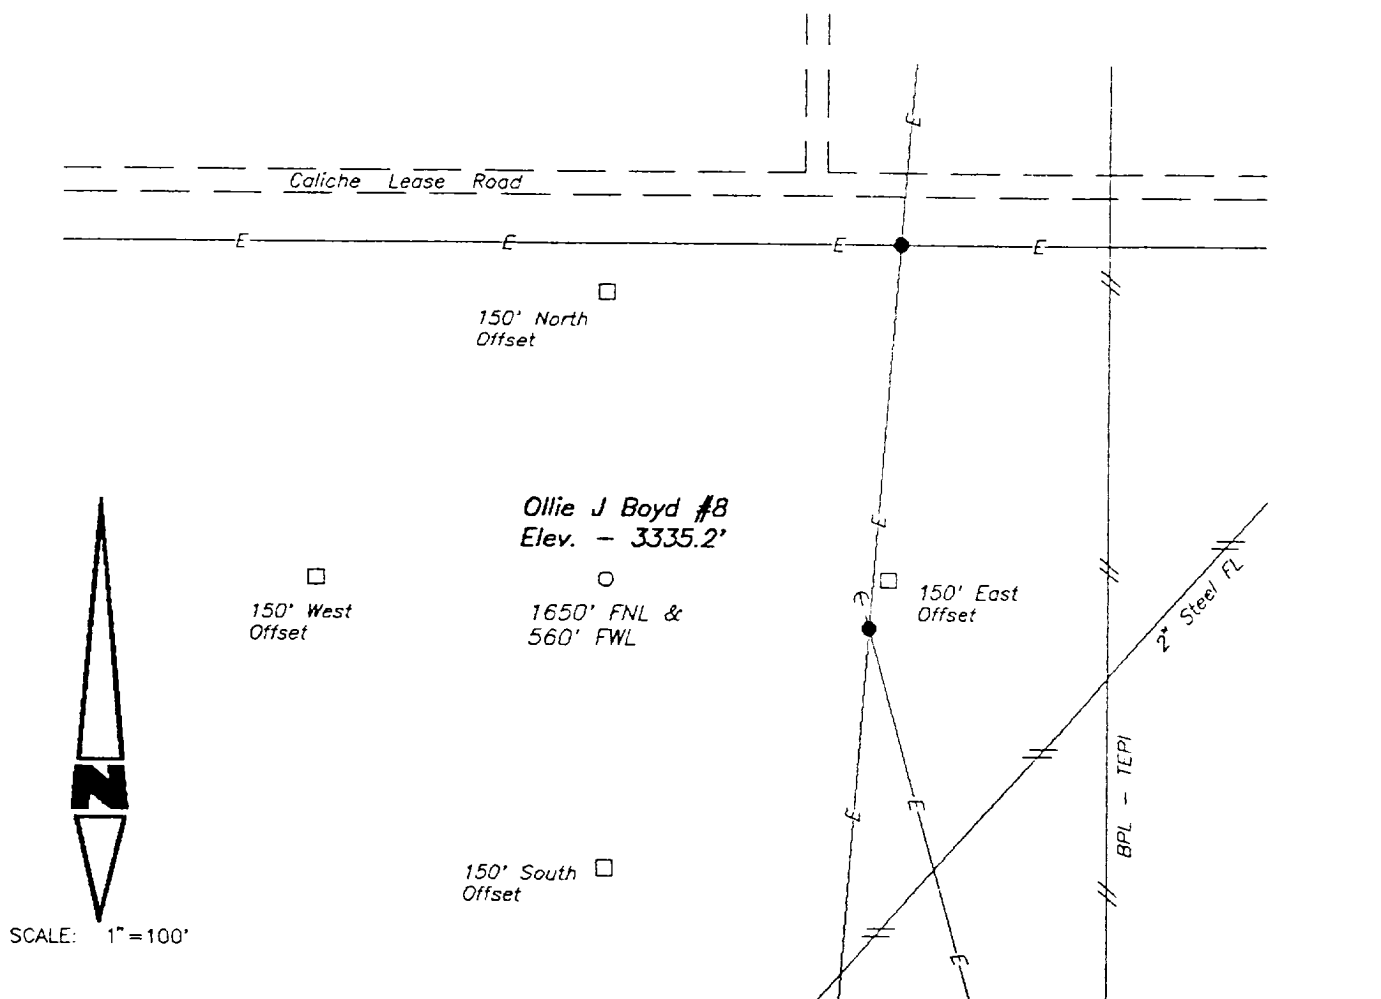 E
Caliche Lease Road
E E E E
150' North
Offset
Ollie J Boyd #8
Elev. - 3335.2'
E
2" Steel FL
150' West
Offset
1650' FNL &
560' FWL
150' East
Offset
N
BPL - TEPI
E E
150' South
Offset
SCALE: 1"=100'
E